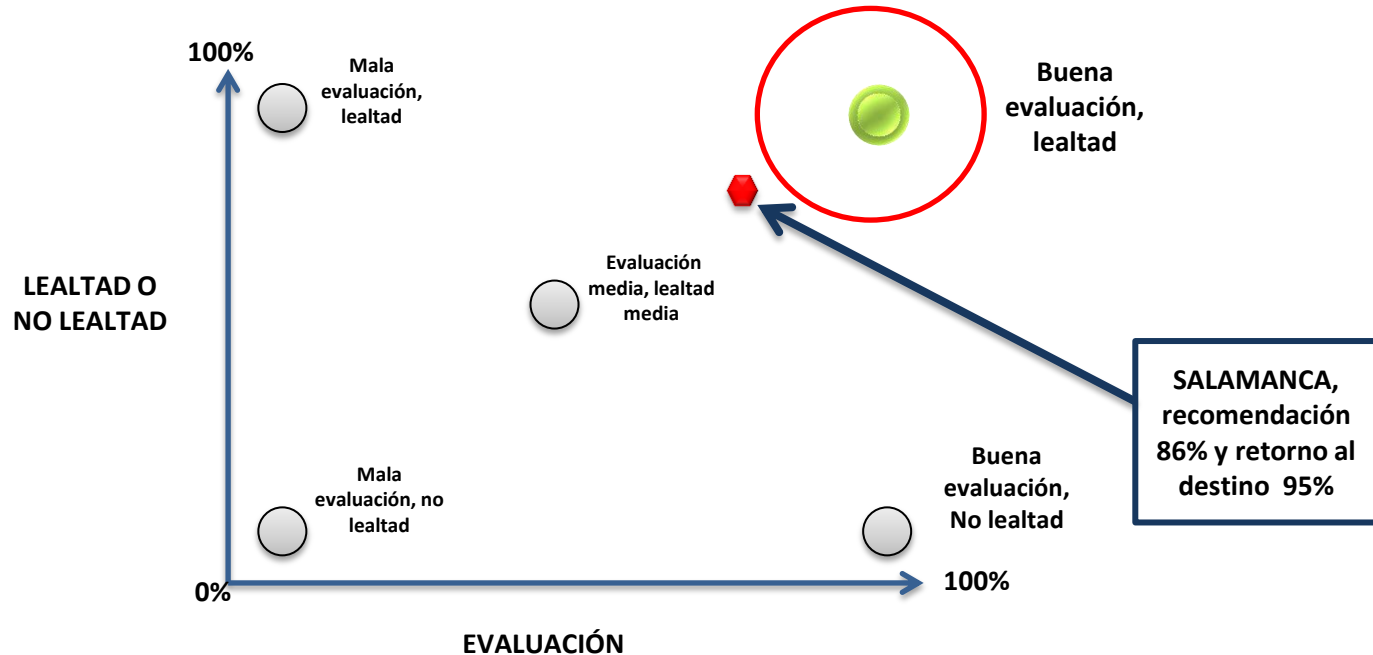 100%
Mala
evaluación,
lealtad
Buena
evaluación,
lealtad
LEALTAD O
NO LEALTAD
Evaluación
media, lealtad
media
SALAMANCA,
recomendación
86% y retorno al
destino 95%
Mala
evaluación, no
lealtad
Buena
evaluación,
No lealtad
0%
100%
EVALUACIÓN